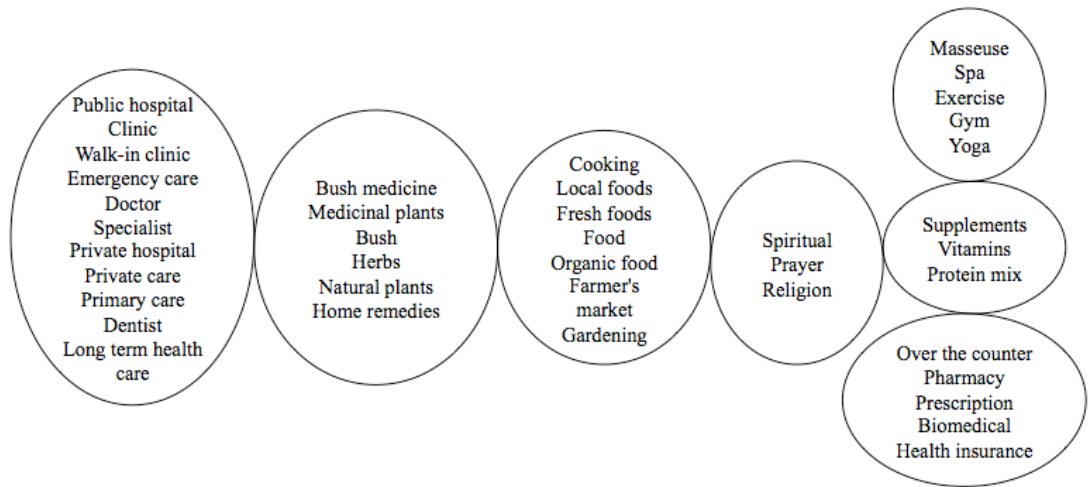 Public hospital
Clinic
Walk-in clinic
Emergency care
Doctor
Specialist
Private hospital
Private care
Primary care
Dentist
Long term health
care
Bush medicine
Medicinal plants
Bush
Herbs
Natural plants
Home remedies
Cooking
Local foods
Fresh foods
Food
Organic food
Farmer's
market
Gardening
Spiritual
Prayer
Religion
Masseuse
Spa
Exercise
Gym
Yoga
Supplements
Vitamins
Protein mix
Over the counter
Pharmacy
Prescription
Biomedical
Health insurance